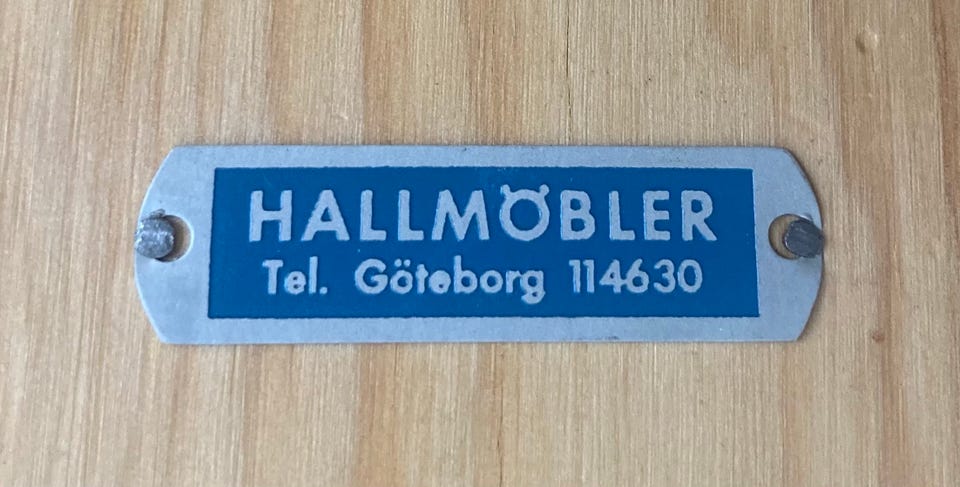 HALLMÖBLER
Tel. Göteborg 114630